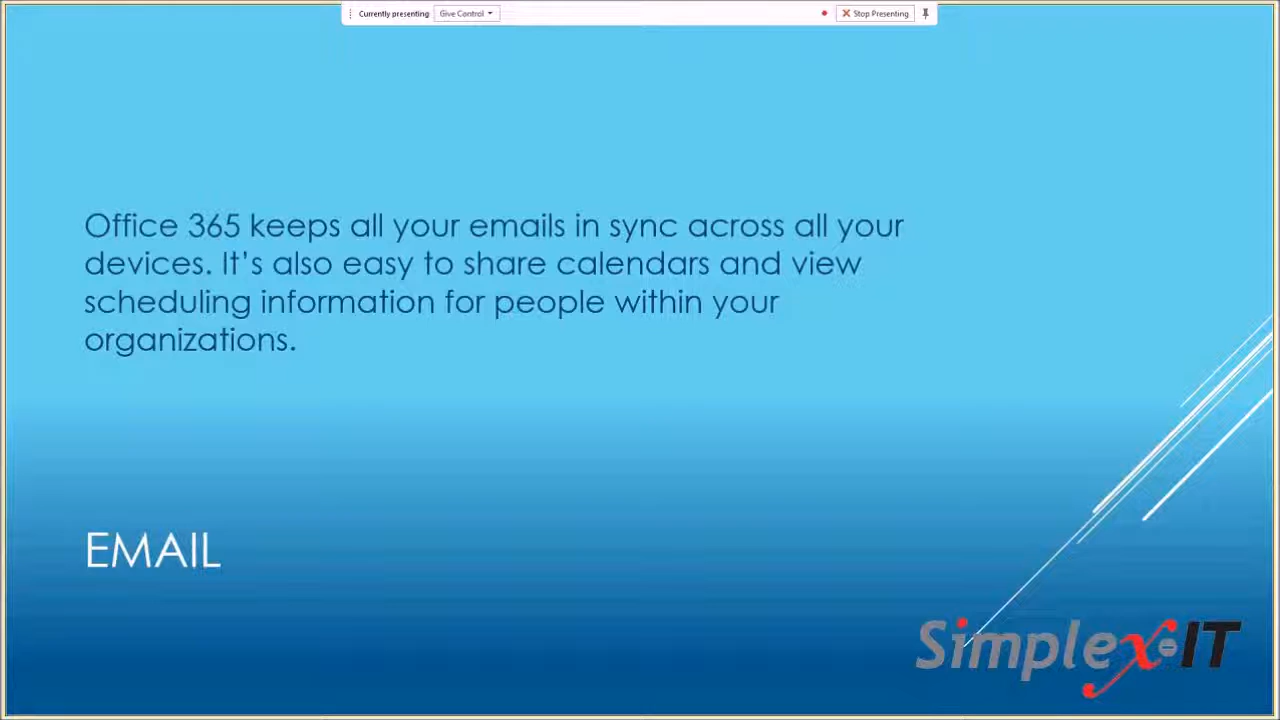 Currently presenting Give Control Stop Presenting
Office 365 keeps all your emails in sync across all your
devices. It’s also easy to share calendars and view
scheduling information for people within your
organizations.
EMAIL
Simplex-IT